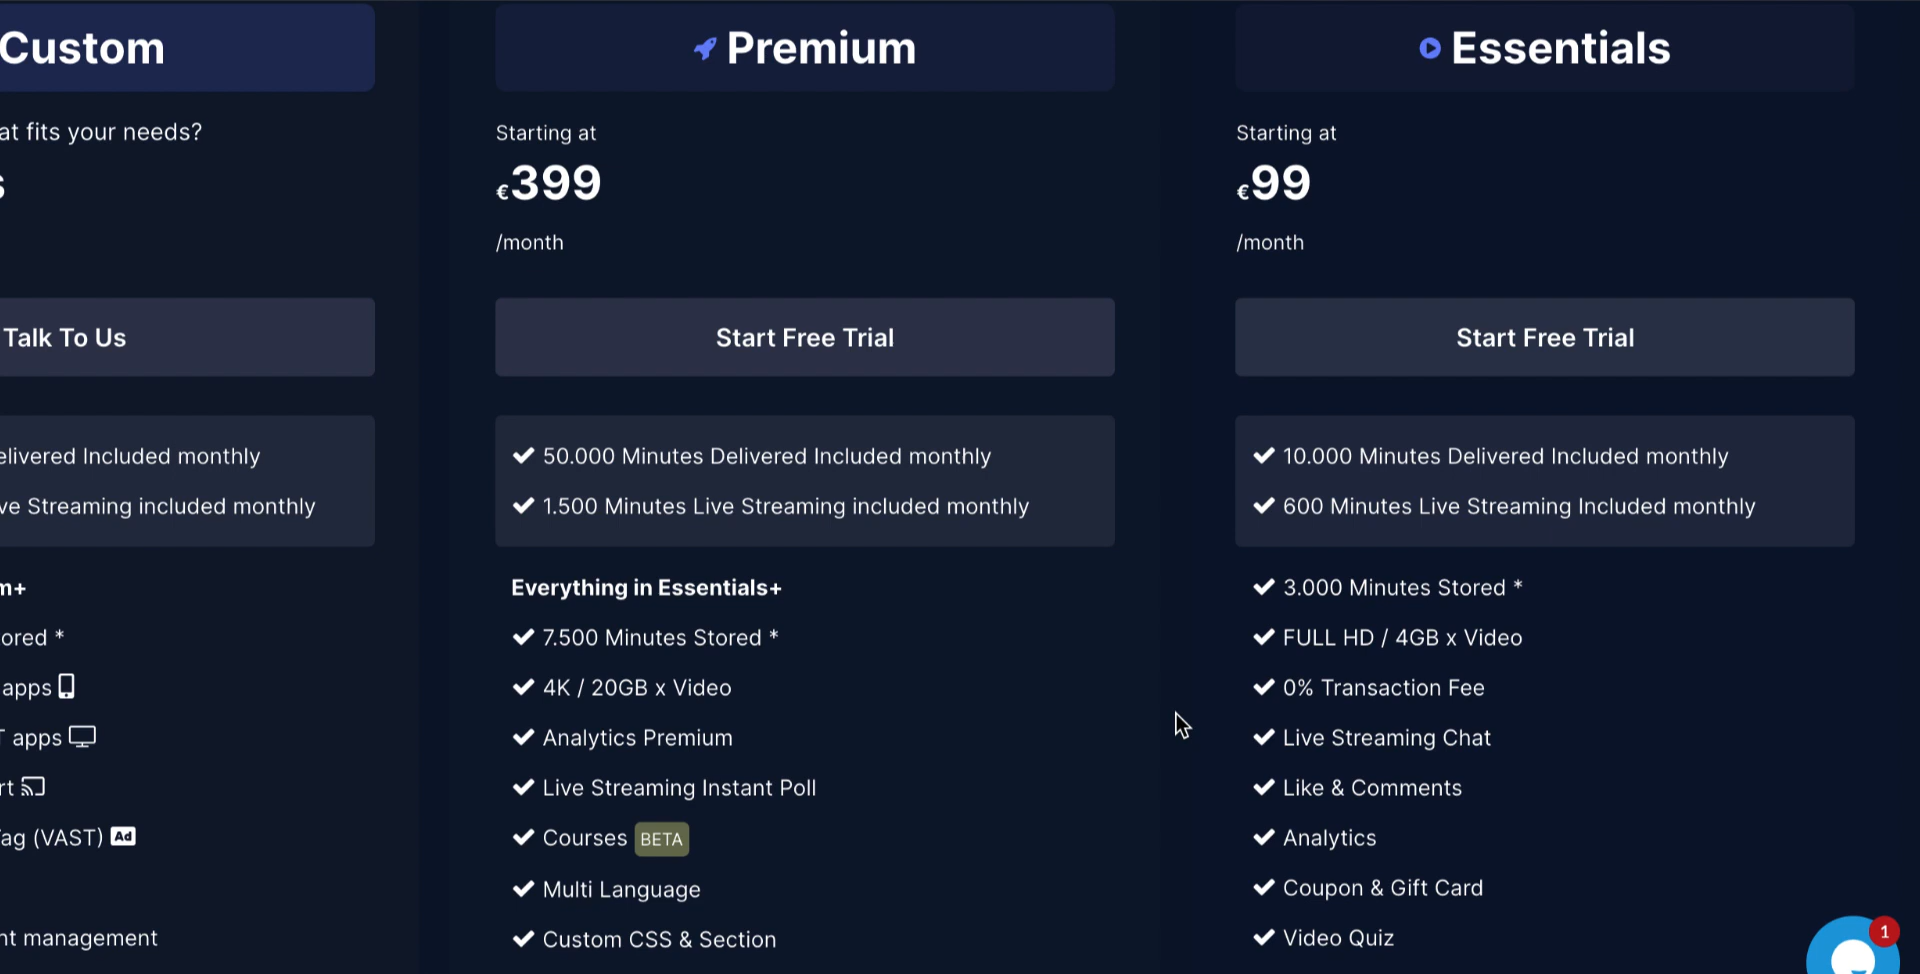 Custom
at fits your needs?
Talk To Us
elivered Included monthly
ve Streaming included monthly
m+
ored *
apps
T apps
rt
ag (VAST) Ad
nt management
Premium
Starting at
€399
/month
Start Free Trial
50.000 Minutes Delivered Included monthly
1.500 Minutes Live Streaming included monthly
Everything in Essentials+
7.500 Minutes Stored *
4K / 20GB x Video
Analytics Premium
Live Streaming Instant Poll
Courses BETA
Multi Language
Custom CSS & Section
Essentials
Starting at
€99
/month
Start Free Trial
10.000 Minutes Delivered Included monthly
600 Minutes Live Streaming Included monthly
3.000 Minutes Stored *
FULL HD / 4GB x Video
0% Transaction Fee
Live Streaming Chat
Like & Comments
Analytics
Coupon & Gift Card
Video Quiz
1